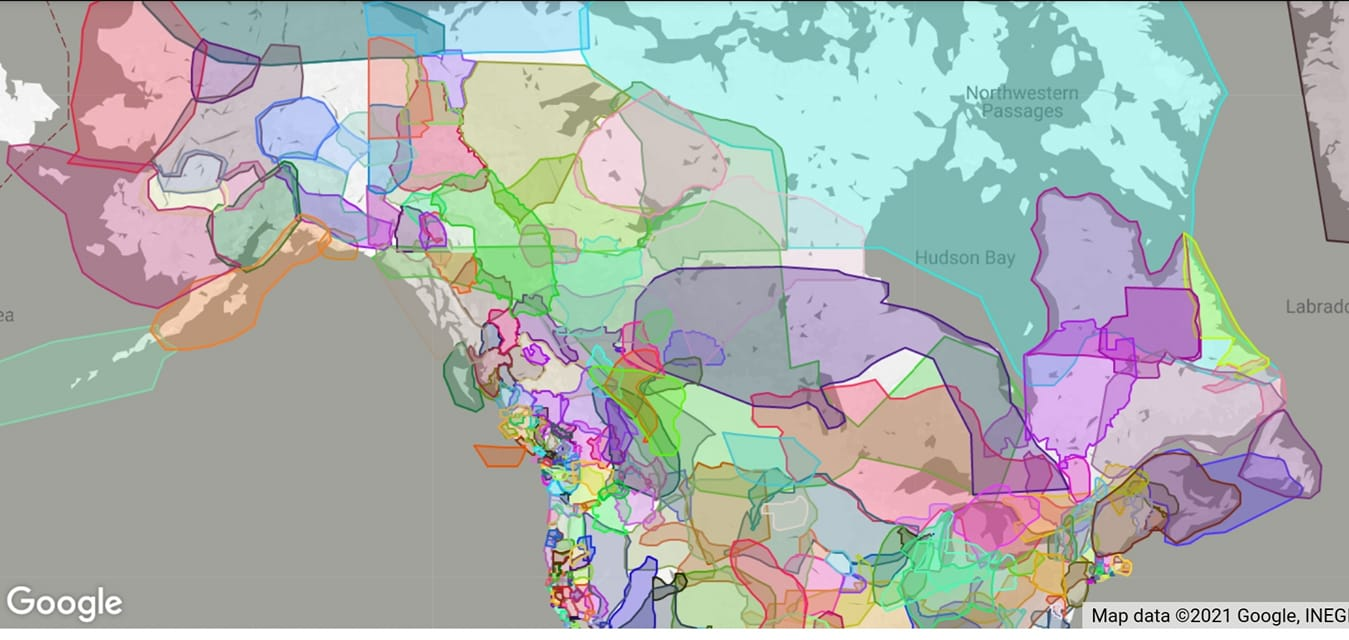 Northwestern
Passages
Hudson Bay
Labrado
ea
Google
Map data ©2021 Google, INEGI